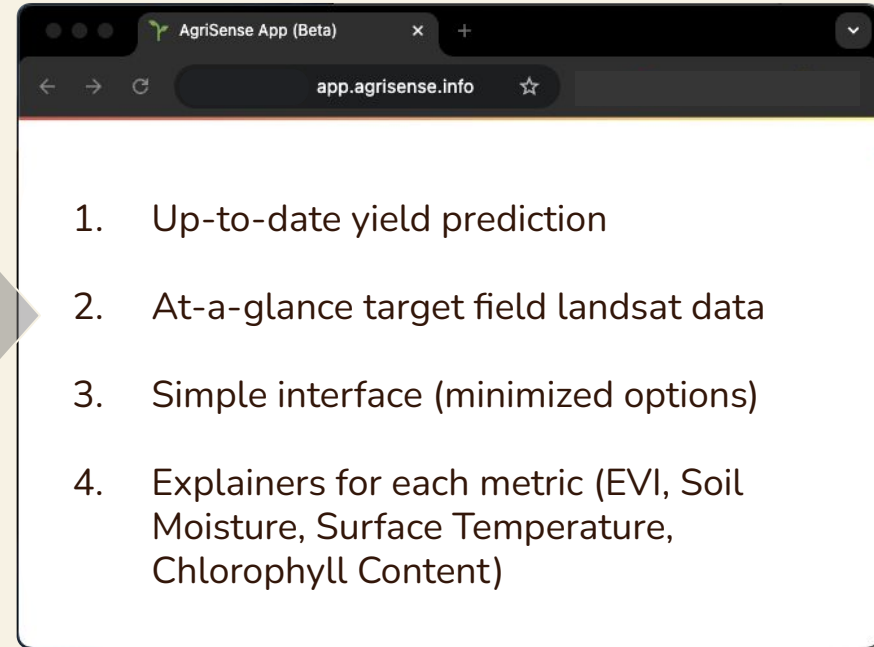 AgriSense App (Beta)
app.agrisense.info
1. Up-to-date yield prediction
2. At-a-glance target field landsat data
3. Simple interface (minimized options)
4. Explainers for each metric (EVI, Soil
Moisture, Surface Temperature,
Chlorophyll Content)